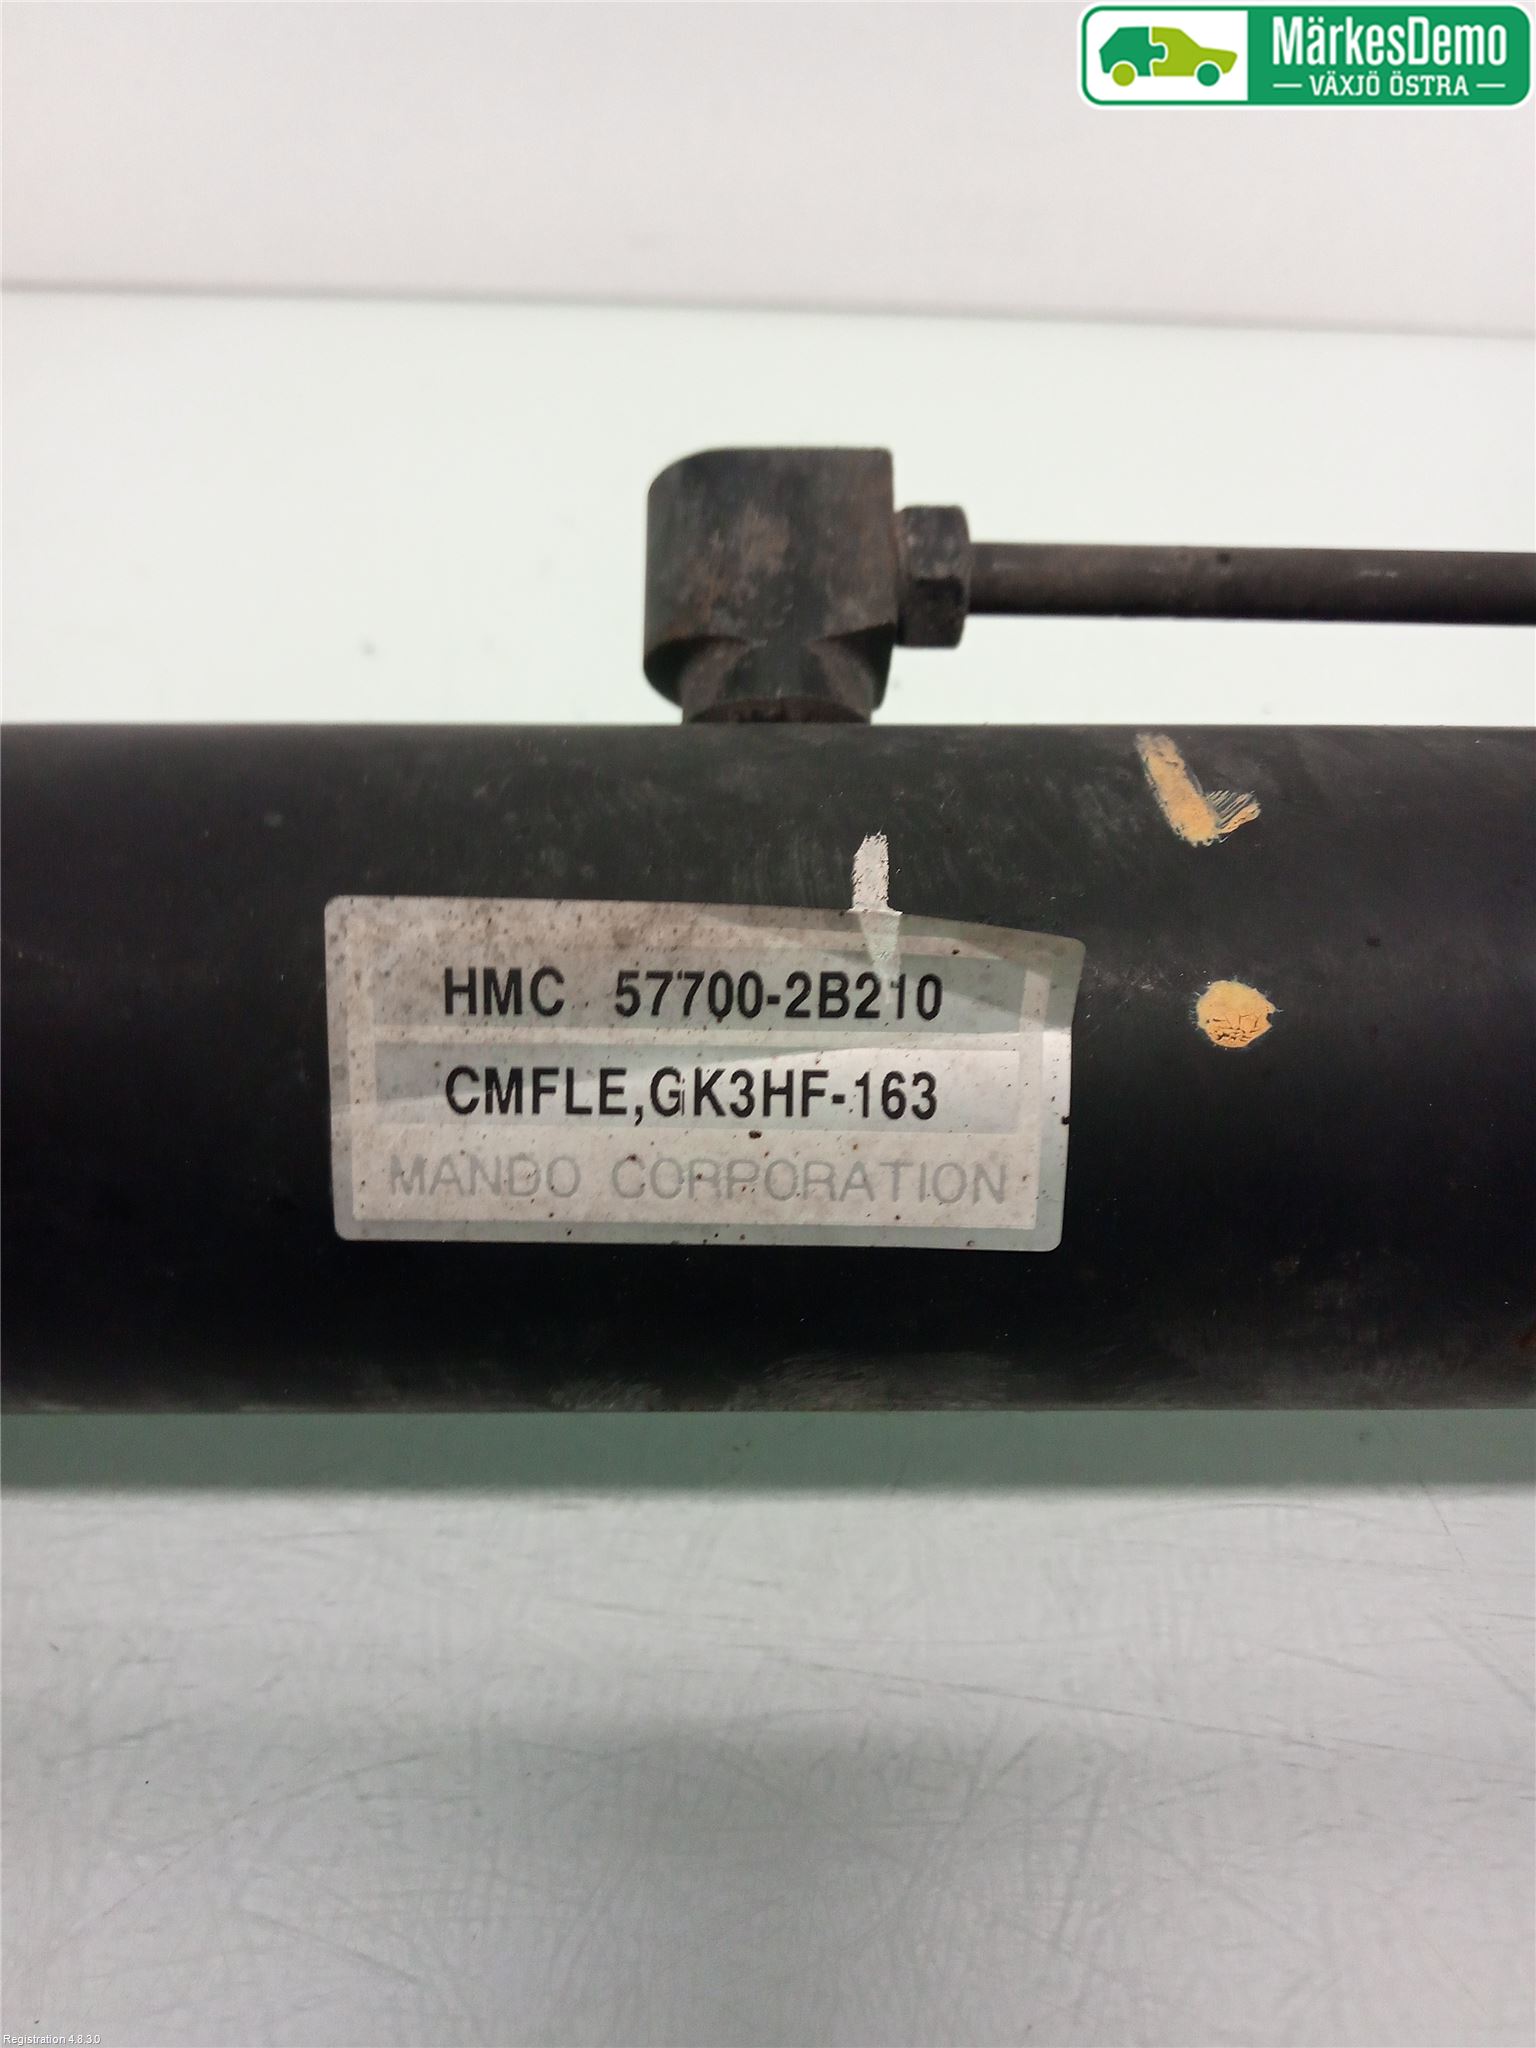 MärkesDemo
— VÄXJÖ ÖSTRA —
HMC 57700-2B210
CMFLE,GK3HF-163
MANDO CORPORATION
Registration 4.8.3.0